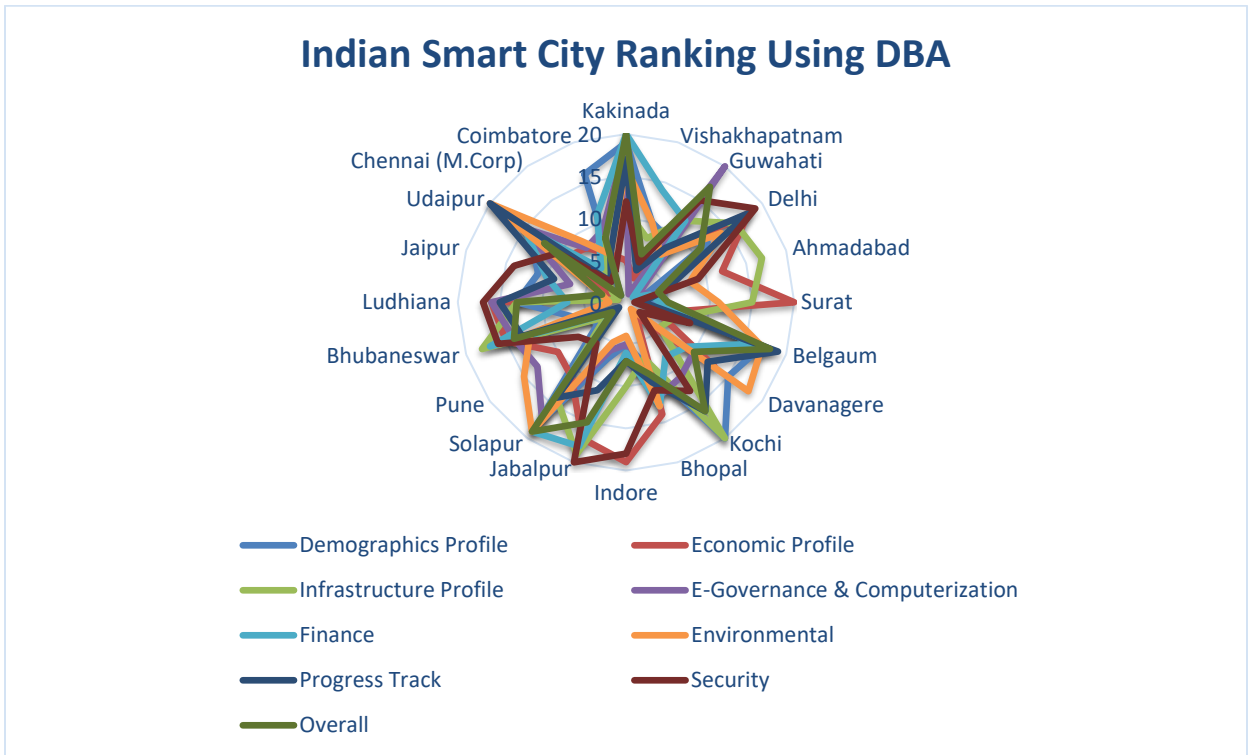 Indian Smart City Ranking Using DBA
Kakinada
Vishakhapatnam
Guwahati
Delhi
Ahmadabad
Surat
Belgaum
Davanagere
Kochi
Bhopal
Indore
Jabalpur
Solapur
Pune
Bhubaneswar
Ludhiana
Jaipur
Udaipur
Chennai (M.Corp)
Coimbatore
20
15
10
5
0
Demographics Profile
Economic Profile
Infrastructure Profile
E-Governance & Computerization
Finance
Environmental
Progress Track
Security
Overall